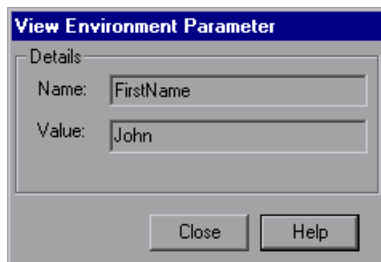 View Environment Parameter
Details
Name: FirstName
Value: John
Close Help